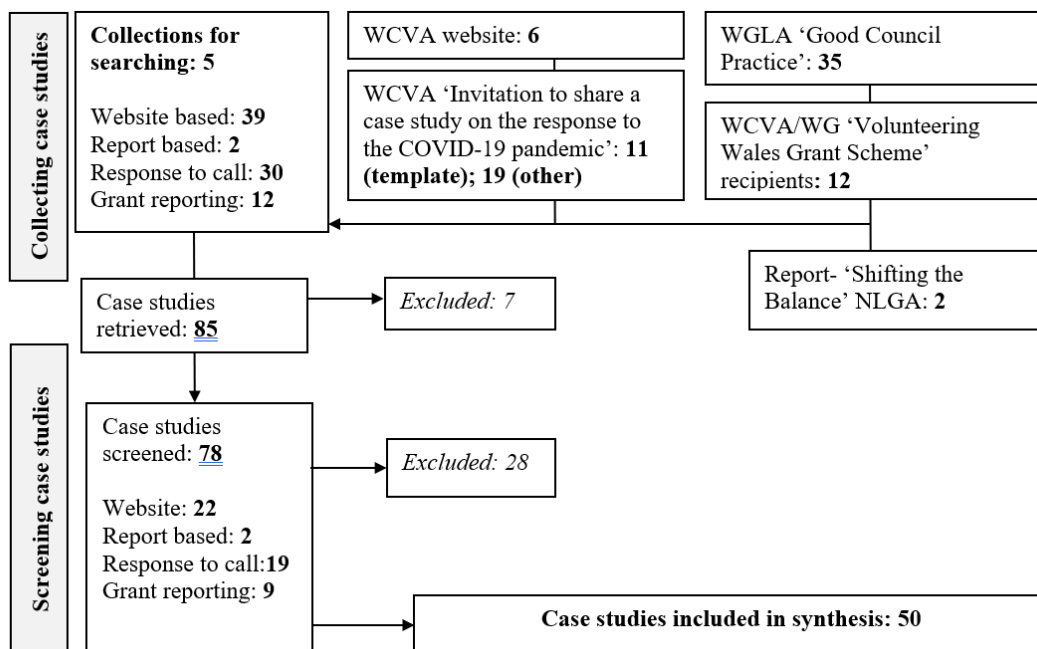 Collecting case studies
Collections for
searching: 5
Website based: 39
Report based: 2
Response to call: 30
Grant reporting: 12
WCVA website: 6
WCVA ‘Invitation to share a
case study on the response to
the COVID-19 pandemic’: 11
(template); 19 (other)
WGLA ‘Good Council
Practice’: 35
WCVA/WG ‘Volunteering
Wales Grant Scheme’
recipients: 12
Report- ‘Shifting the
Balance’ NLGA: 2
Case studies
retrieved: 85
Excluded: 7
Screening case studies
Case studies
screened: 78
Website: 22
Report based: 2
Response to call:19
Grant reporting: 9
Excluded: 28
Case studies included in synthesis: 50